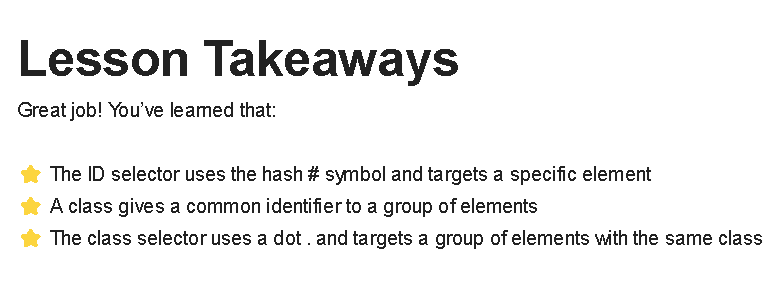 Lesson Takeaways
Great job! You’ve learned that:
The ID selector uses the hash # symbol and targets a specific element
A class gives a common identifier to a group of elements
The class selector uses a dot . and targets a group of elements with the same class